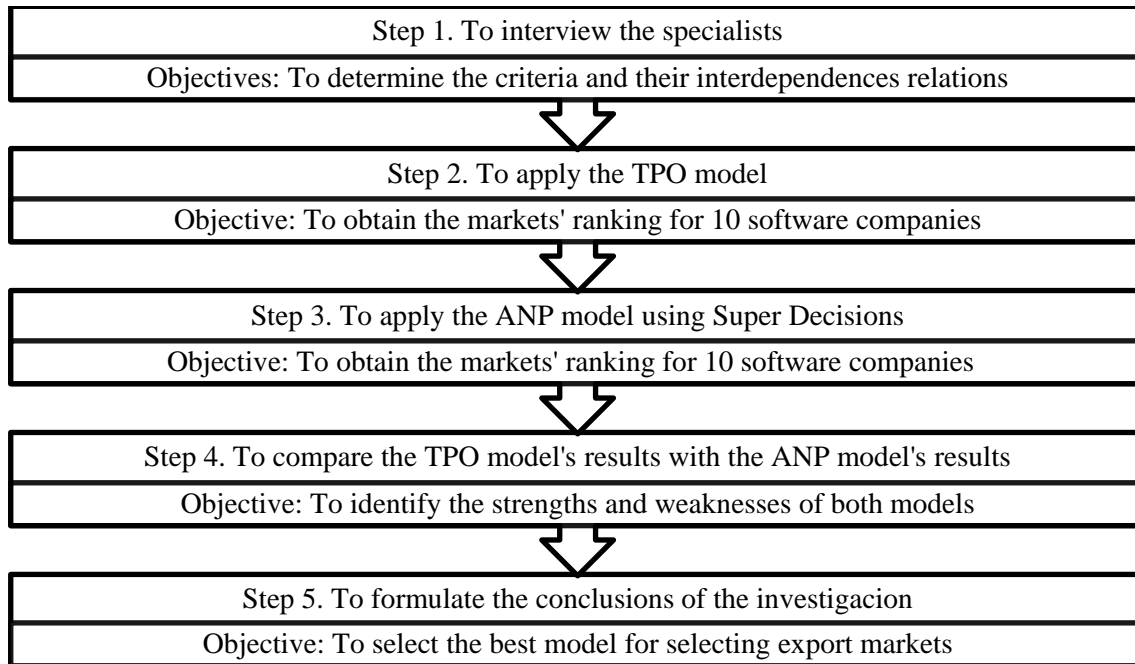 Step 1. To interview the specialists
Objectives: To determine the criteria and their interdependences relations
Step 2. To apply the TPO model
Objective: To obtain the markets' ranking for 10 software companies
Step 3. To apply the ANP model using Super Decisions
Objective: To obtain the markets' ranking for 10 software companies
Step 4. To compare the TPO model's results with the ANP model's results
Objective: To identify the strengths and weaknesses of both models
Step 5. To formulate the conclusions of the investigacion
Objective: To select the best model for selecting export markets